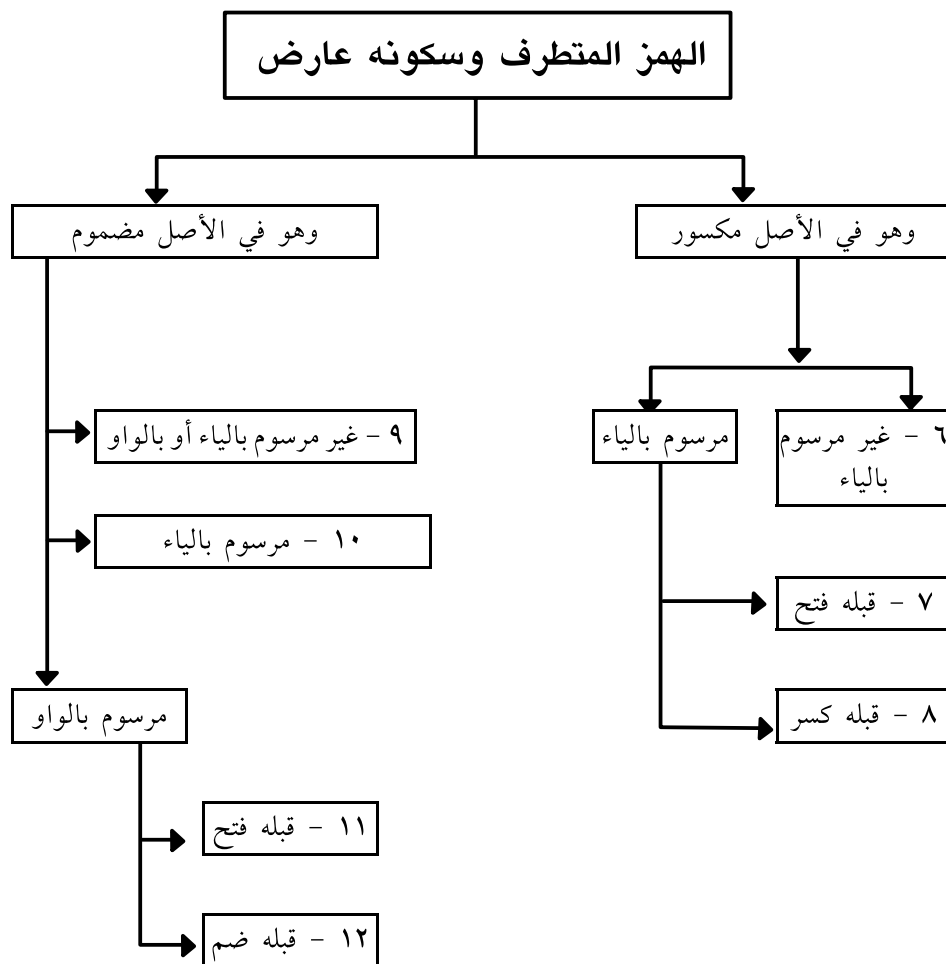 الهمز المتطرف وسكونه عارض
وهو في الأصل مكسور
٦ - غير مرسوم
بالياء
مرسوم بالياء
٧ - قبله فتح
٨ - قبله كسر
وهو في الأصل مضموم
٩ - غير مرسوم بالياء أو بالواو
١٠ - مرسوم بالياء
مرسوم بالواو
١١ - قبله فتح
١٢ - قبله ضم